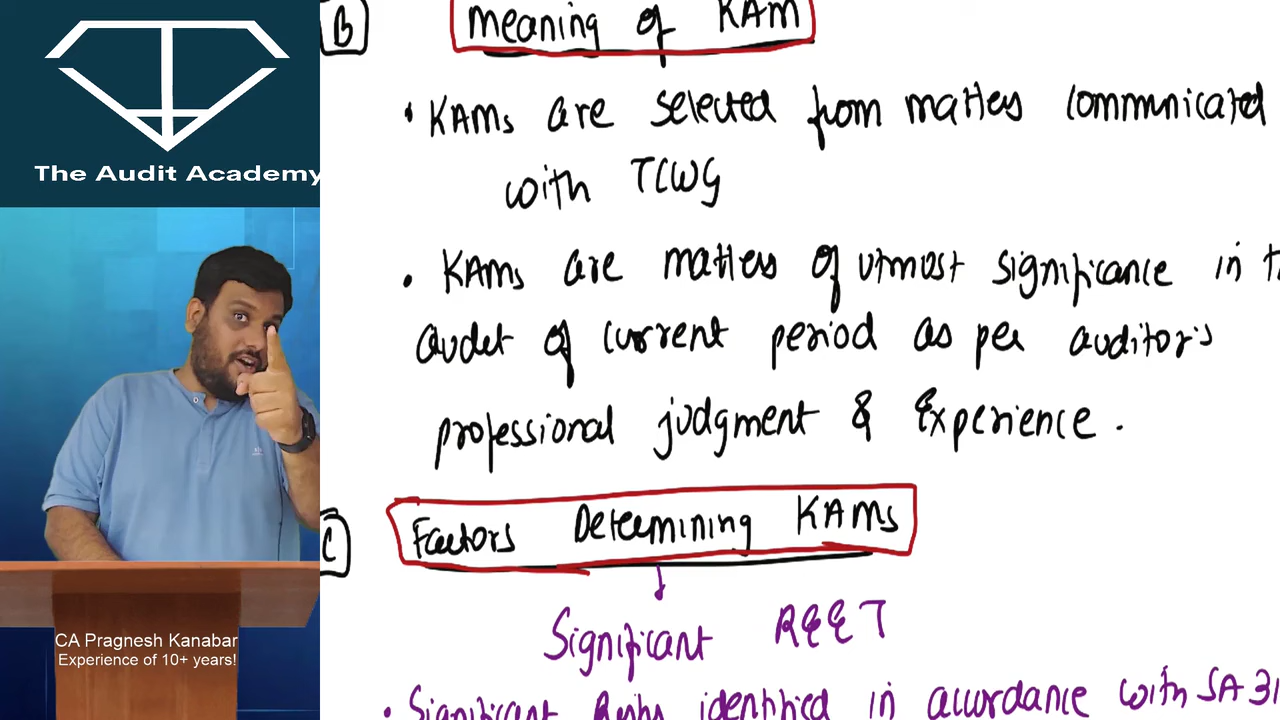 The Audit Academy
CA Pragnesh Kanabar
Experience of 10+ years!
B
Meaning of KAM
• KAMs are selected from matters communicated
with TCWG
• KAMs are matters of utmost significance in
audit of current period as per auditor's
professional judgment & Experience.
C
Factors Determining KAMs
Significant REET
• Significant Risks identified in accordance with SA 31